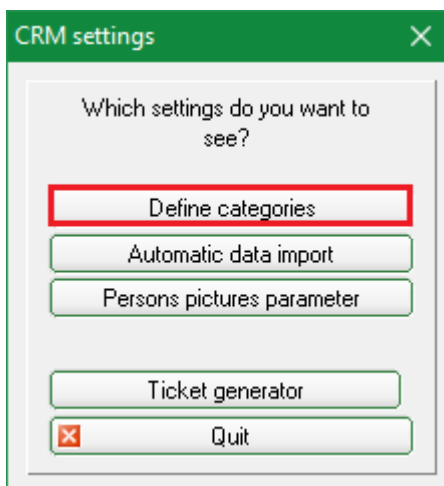 CRM settings
Which settings do you want to
see?
Define categories
Automatic data import
Persons pictures parameter
Ticket generator
Quit